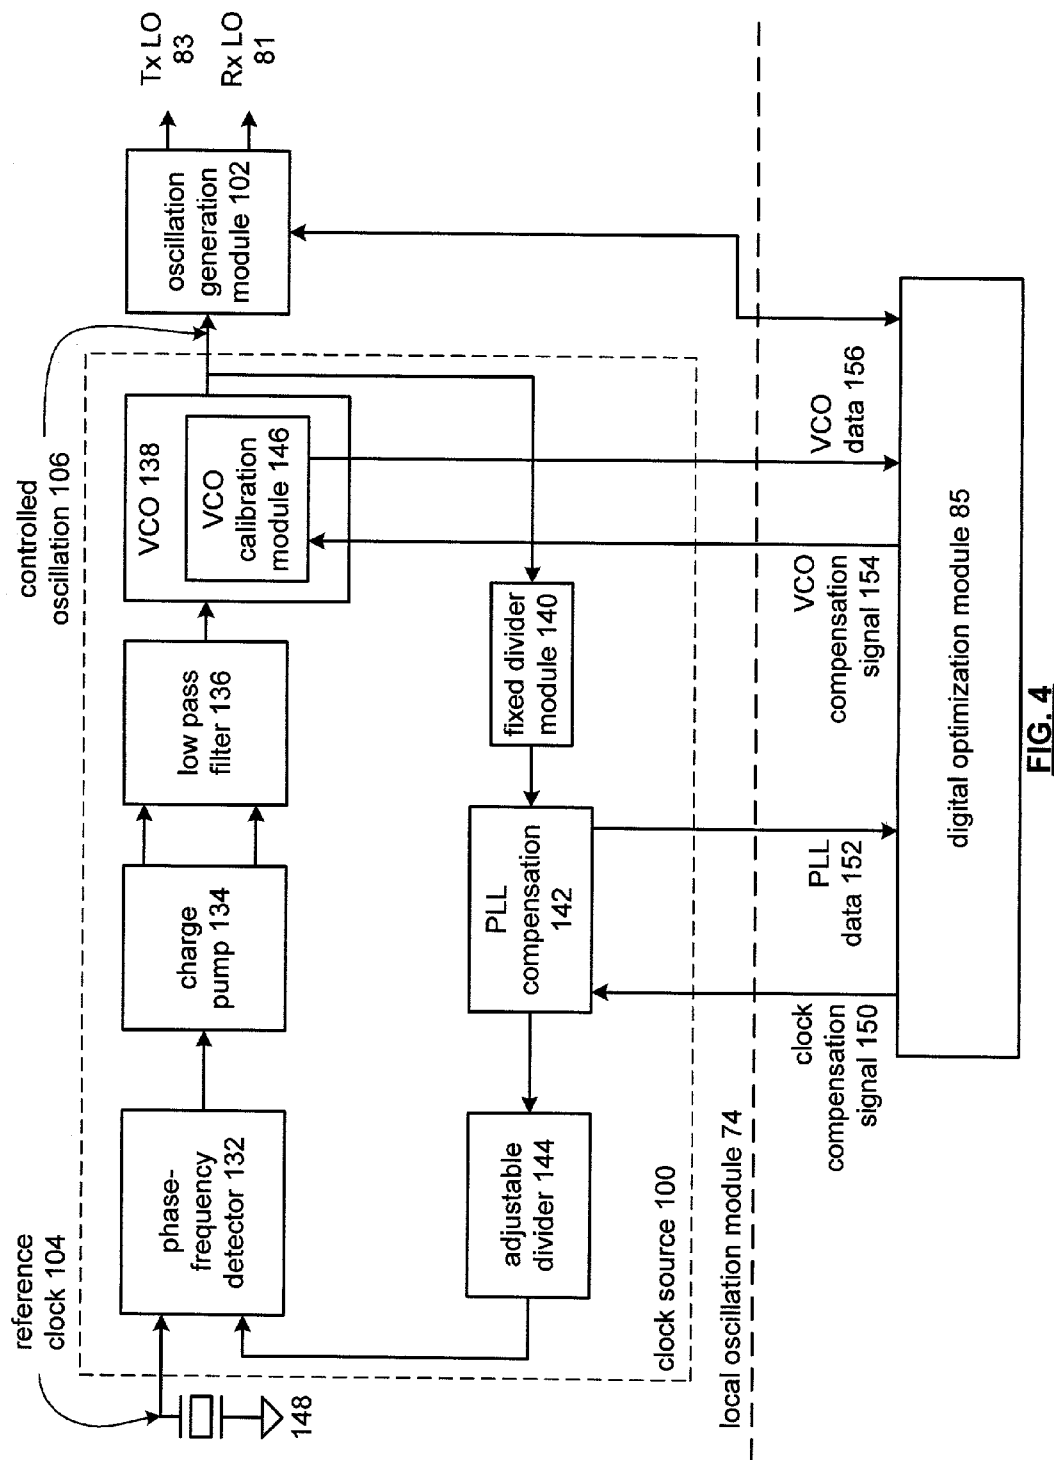 reference
clock 104
controlled
oscillation 106
148
phase-
frequency
detector 132
charge
pump 134
low pass
filter 136
VCO 138
VCO
calibration
module 146
oscillation
generation
module 102
Tx LO
83
Rx LO
81
adjustable
divider 144
PLL
compensation
142
fixed divider
module 140
clock source 100
local oscillation module 74
clock
compensation
signal 150
PLL
data 152
VCO
compensation
signal 154
VCO
data 156
digital optimization module 85
FIG. 4